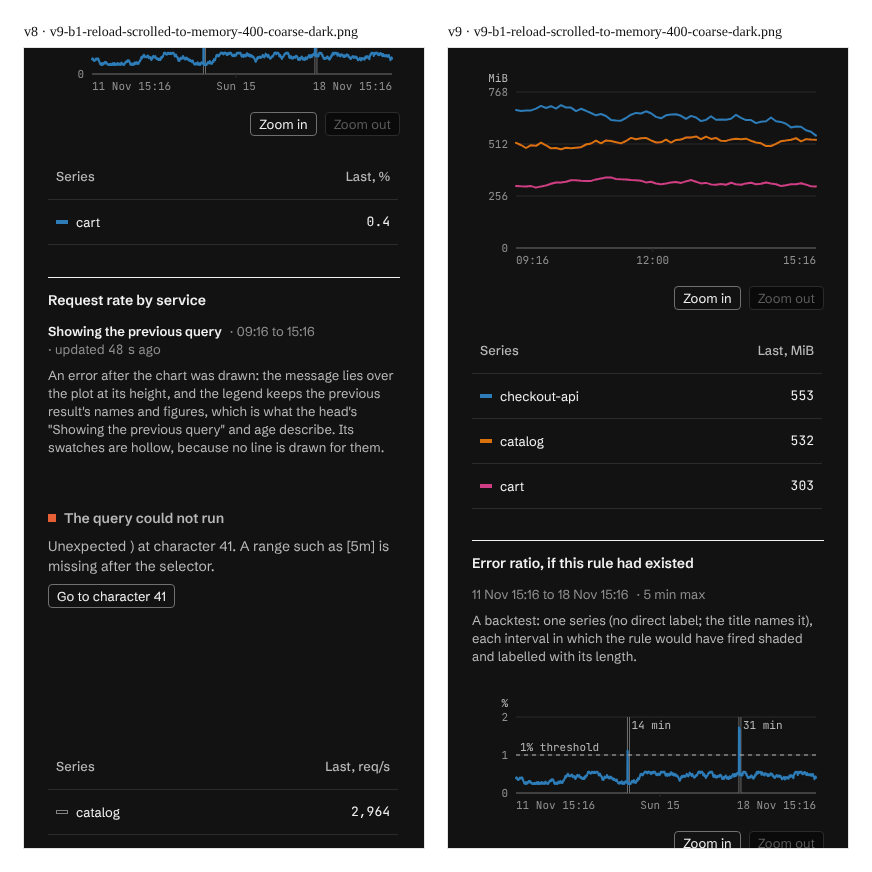 v8 · v9-b1-reload-scrolled-to-memory-400-coarse-dark.png
0
11 Nov 15:16 Sun 15 18 Nov 15:16
Zoom in Zoom out
Series Last, %
cart 0.4
Request rate by service
Showing the previous query · 09:16 to 15:16
· updated 48 s ago
An error after the chart was drawn: the message lies over
the plot at its height, and the legend keeps the previous
result's names and figures, which is what the head's
"Showing the previous query" and age describe. Its
swatches are hollow, because no line is drawn for them.
The query could not run
Unexpected ) at character 41. A range such as [5m] is
missing after the selector.
Go to character 41
Series Last, req/s
catalog 2,964
v9 · v9-b1-reload-scrolled-to-memory-400-coarse-dark.png
MiB
768
512
256
0
09:16 12:00 15:16
Zoom in Zoom out
Series Last, MiB
checkout-api 553
catalog 532
cart 303
Error ratio, if this rule had existed
11 Nov 15:16 to 18 Nov 15:16 · 5 min max
A backtest: one series (no direct label; the title names it),
each interval in which the rule would have fired shaded
and labelled with its length.
%
2
14 min 31 min
1% threshold
1
0
11 Nov 15:16 Sun 15 18 Nov 15:16
Zoom in Zoom out